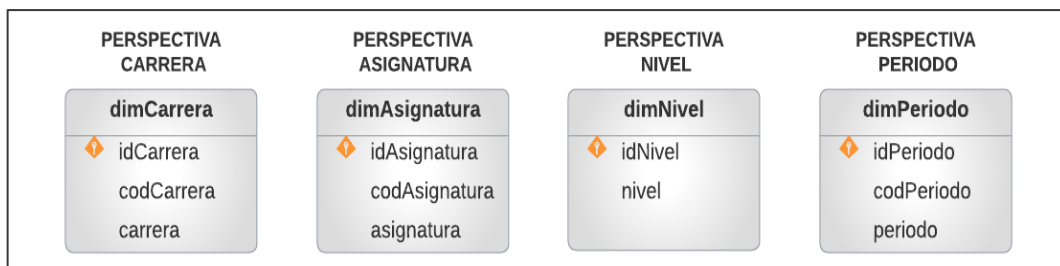 PERSPECTIVA
CARRERA
dimCarrera
idCarrera
codCarrera
carrera
PERSPECTIVA
ASIGNATURA
dimAsignatura
idAsignatura
codAsignatura
asignatura
PERSPECTIVA
NIVEL
dimNivel
idNivel
nivel
PERSPECTIVA
PERIODO
dimPeriodo
idPeriodo
codPeriodo
periodo